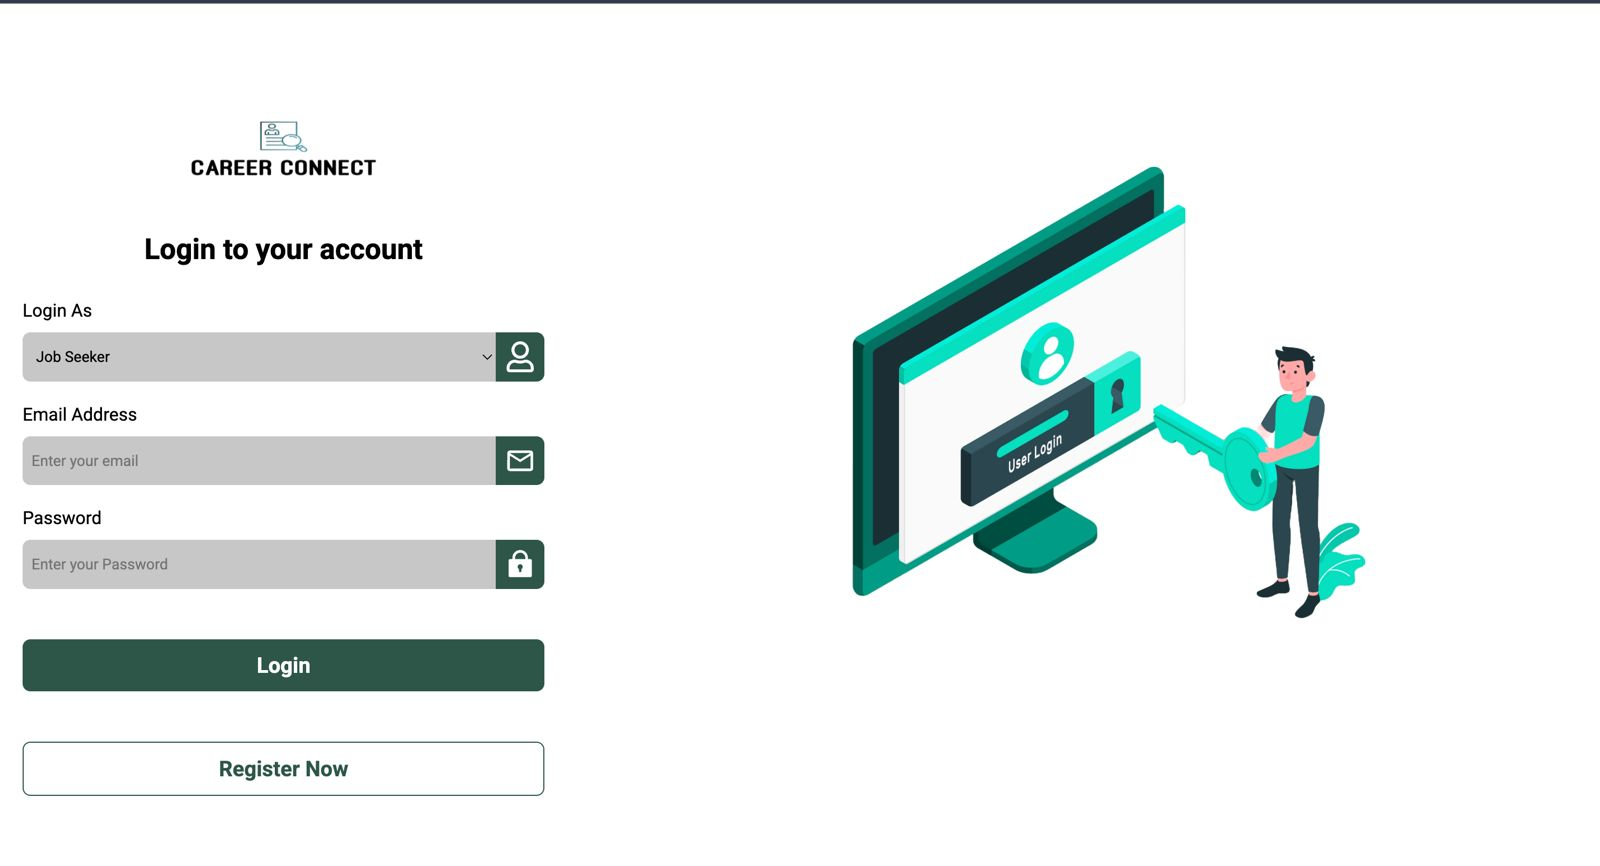 CAREER CONNECT
Login to your account
Login As
Job Seeker
Email Address
Enter your email
Password
Enter your Password
Login
Register Now
User Login